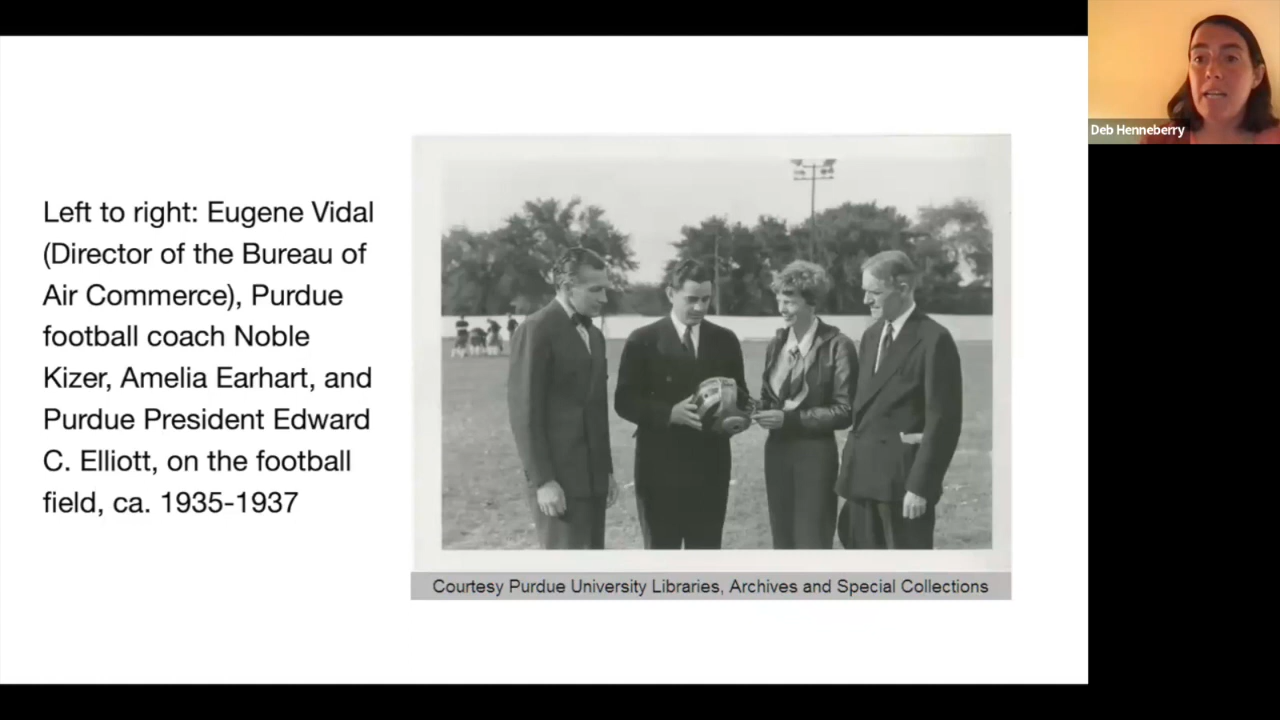 Left to right: Eugene Vidal
(Director of the Bureau of
Air Commerce), Purdue
football coach Noble
Kizer, Amelia Earhart, and
Purdue President Edward
C. Elliott, on the football
field, ca. 1935-1937
Courtesy Purdue University Libraries, Archives and Special Collections
Deb Henneberry